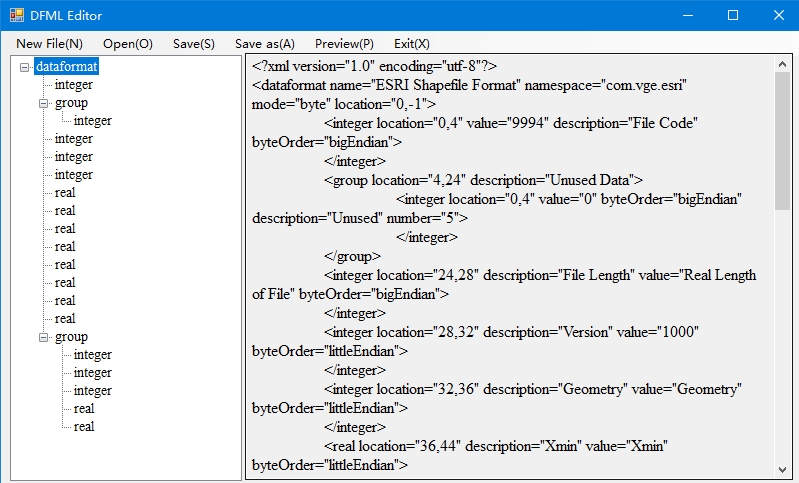 DFML Editor
New File(N) Open(O) Save(S) Save as(A) Preview(P) Exit(X)
dataformat
integer
group
integer
integer
integer
integer
real
real
real
real
real
real
real
real
group
integer
integer
integer
real
real
<?xml version="1.0" encoding="utf-8"?>
<dataformat name="ESRI Shapefile Format" namespace="com.vge.esri"
mode="byte" location="0,-1">
<integer location="0,4" value="9994" description="File Code"
byteOrder="bigEndian">
</integer>
<group location="4,24" description="Unused Data">
<integer location="0,4" value="0" byteOrder="bigEndian"
description="Unused" number="5">
</integer>
</group>
<integer location="24,28" description="File Length" value="Real Length
of File" byteOrder="bigEndian">
</integer>
<integer location="28,32" description="Version" value="1000"
byteOrder="littleEndian">
</integer>
<integer location="32,36" description="Geometry" value="Geometry"
byteOrder="littleEndian">
</integer>
<real location="36,44" description="Xmin" value="Xmin"
byteOrder="littleEndian">